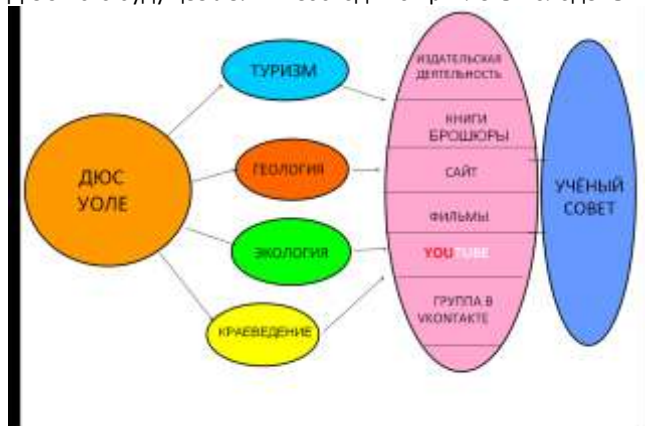 ДЮС
УОЛЕ
ТУРИЗМ
ГЕОЛОГИЯ
ЭКОЛОГИЯ
КРАЕВЕДЕНИЕ
ИЗДАТЕЛЬСКАЯ
ДЕЯТЕЛЬНОСТЬ
КНИГИ
БРОШЮРЫ
САЙТ
ФИЛЬМЫ
YOUTUBE
ГРУППА В
VKONTAKTE
УЧЁНЫЙ
СОВЕТ